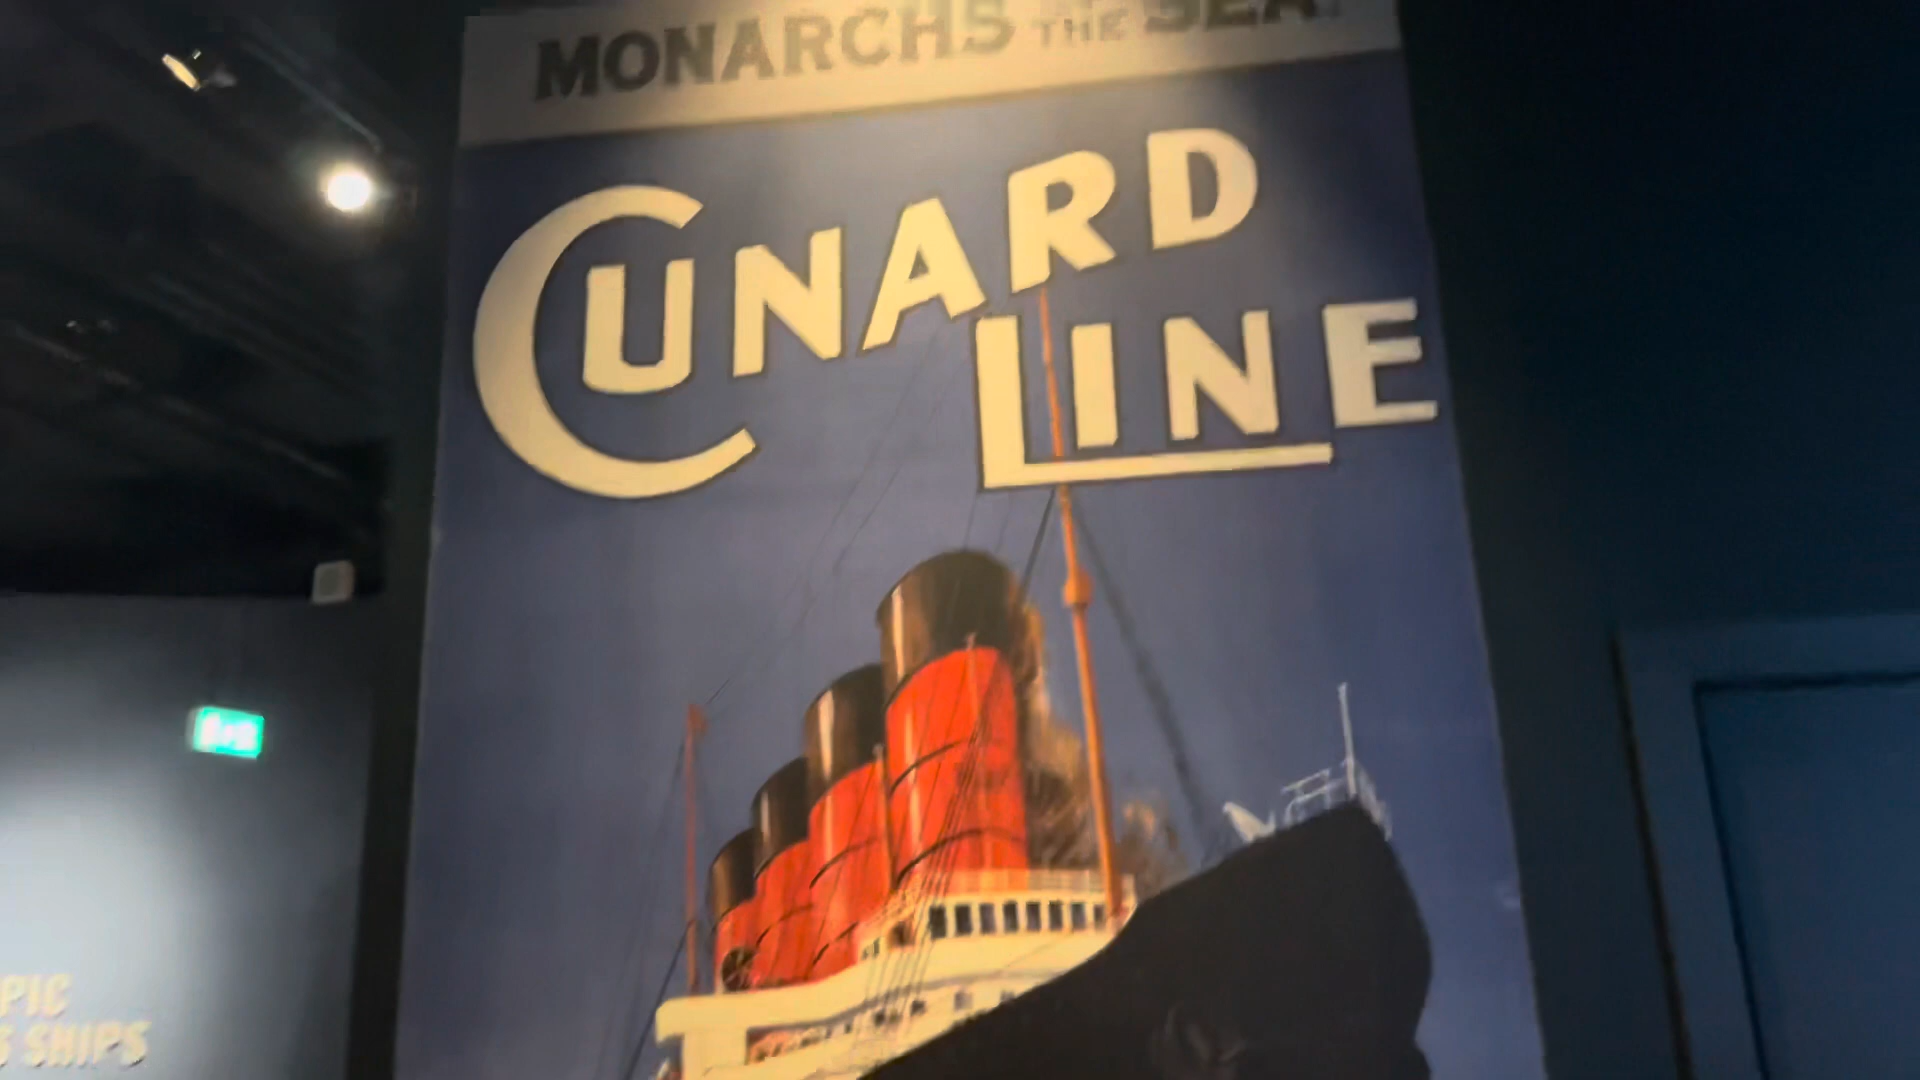 MONARCHS OF THE SEA
CUNARD
LINE
PIC
SHIPS